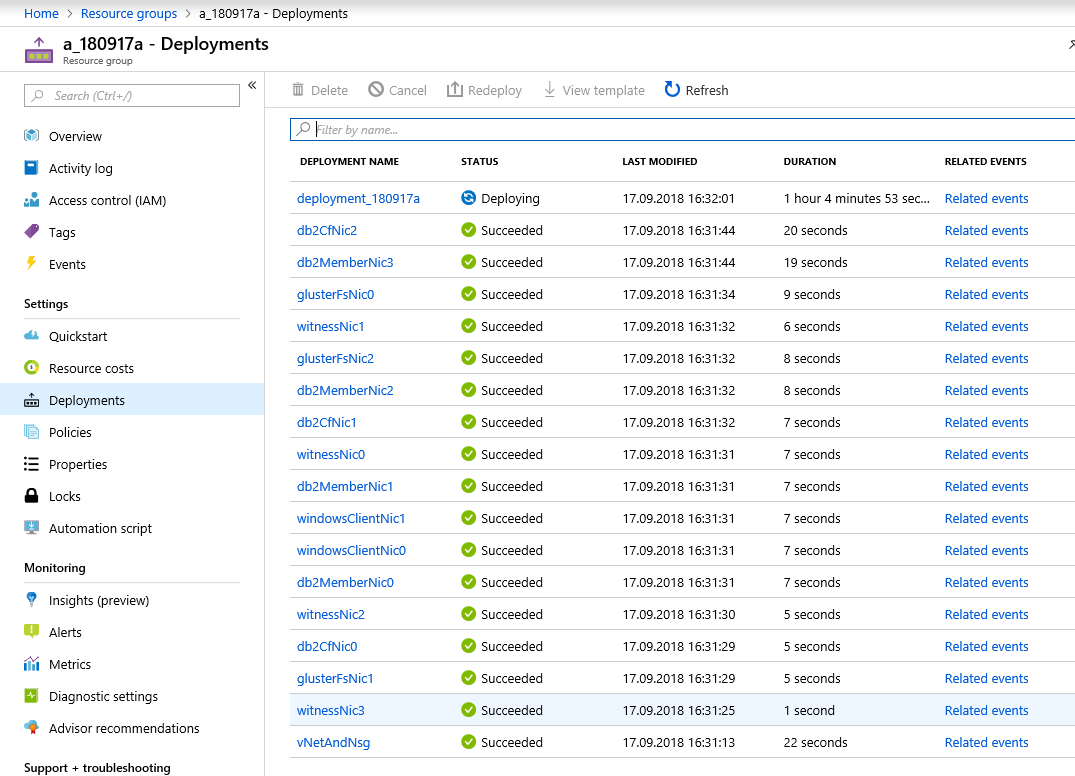 Home > Resource groups > a_180917a - Deployments
a_180917a - Deployments
Resource group
Search (Ctrl+/)
«
Overview
Activity log
Access control (IAM)
Tags
Events
Settings
Quickstart
Resource costs
Deployments
Policies
Properties
Locks
Automation script
Monitoring
Insights (preview)
Alerts
Metrics
Diagnostic settings
Advisor recommendations
Support + troubleshooting
Delete Cancel Redeploy View template Refresh
Filter by name...
DEPLOYMENT NAME STATUS LAST MODIFIED DURATION RELATED EVENTS
deployment_180917a Deploying 17.09.2018 16:32:01 1 hour 4 minutes 53 sec... Related events
db2CfNic2 Succeeded 17.09.2018 16:31:44 20 seconds Related events
db2MemberNic3 Succeeded 17.09.2018 16:31:44 19 seconds Related events
glusterFsNic0 Succeeded 17.09.2018 16:31:34 9 seconds Related events
witnessNic1 Succeeded 17.09.2018 16:31:32 6 seconds Related events
glusterFsNic2 Succeeded 17.09.2018 16:31:32 8 seconds Related events
db2MemberNic2 Succeeded 17.09.2018 16:31:32 8 seconds Related events
db2CfNic1 Succeeded 17.09.2018 16:31:32 7 seconds Related events
witnessNic0 Succeeded 17.09.2018 16:31:31 7 seconds Related events
db2MemberNic1 Succeeded 17.09.2018 16:31:31 7 seconds Related events
windowsClientNic1 Succeeded 17.09.2018 16:31:31 7 seconds Related events
windowsClientNic0 Succeeded 17.09.2018 16:31:31 7 seconds Related events
db2MemberNic0 Succeeded 17.09.2018 16:31:31 7 seconds Related events
witnessNic2 Succeeded 17.09.2018 16:31:30 5 seconds Related events
db2CfNic0 Succeeded 17.09.2018 16:31:29 5 seconds Related events
glusterFsNic1 Succeeded 17.09.2018 16:31:29 5 seconds Related events
witnessNic3 Succeeded 17.09.2018 16:31:25 1 second Related events
vNetAndNsg Succeeded 17.09.2018 16:31:13 22 seconds Related events